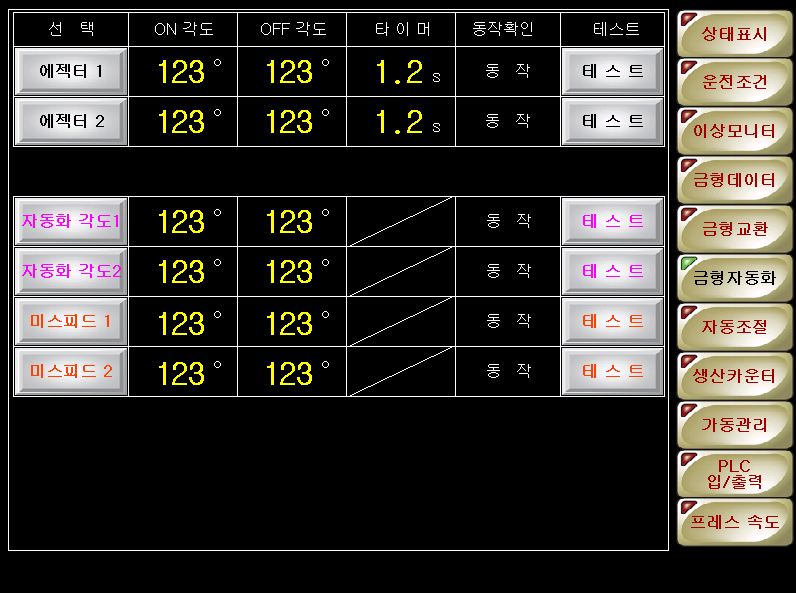 선 택 ON 각도 OFF 각도 타 이 머 동작확인 테스트
에젝터 1 123 ° 123 ° 1.2 s 동 작 테 스 트
에젝터 2 123 ° 123 ° 1.2 s 동 작 테 스 트
자동화 각도1 123 ° 123 ° 동 작 테 스 트
자동화 각도2 123 ° 123 ° 동 작 테 스 트
미스피드 1 123 ° 123 ° 동 작 테 스 트
미스피드 2 123 ° 123 ° 동 작 테 스 트
상태표시
운전조건
이상모니터
금형데이터
금형교환
금형자동화
자동조절
생산카운터
가동관리
PLC
입/출력
프레스 속도